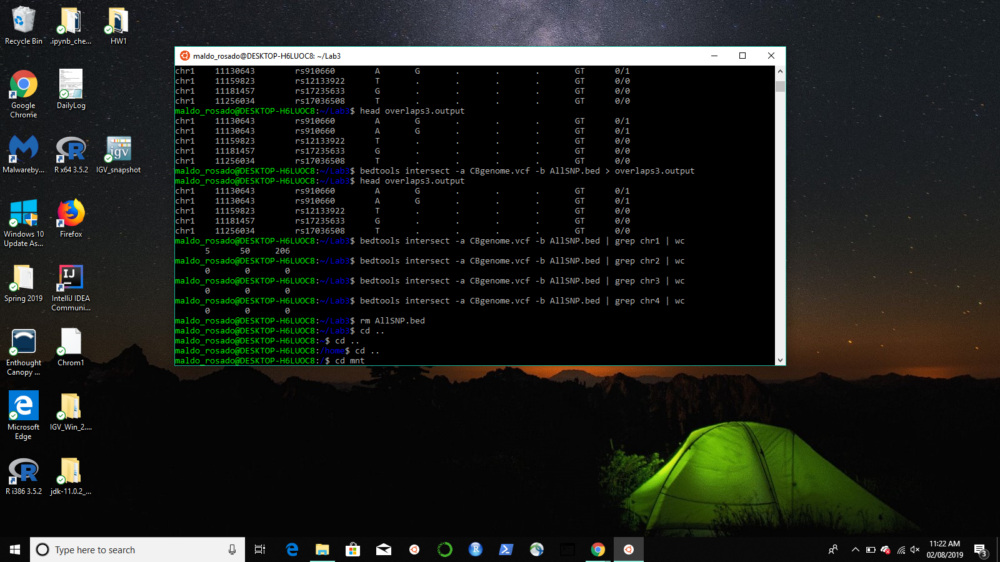 Recycle Bin
.ipynb_che...
HW1
Google
Chrome
DailyLog
Malwareby...
R x64 3.5.2
igv
IGV_snapshot
Windows 10
Update As...
Firefox
Spring 2019
IJ
IntelliJ IDEA
Communi...
Enthought
Canopy ...
Chrom1
Microsoft
Edge
IGV_Win_2....
R i386 3.5.2
jdk-11.0.2_...
maldo_rosado@DESKTOP-H6LUOC8: ~/Lab3
chr1 11130643 rs910660 A G . . . GT 0/1
chr1 11159823 rs12133922 T . . . . GT 0/0
chr1 11181457 rs17235633 G . . . . GT 0/0
chr1 11256034 rs17036508 T . . . . GT 0/0
maldo_rosado@DESKTOP-H6LUOC8:~/Lab3$ head overlaps3.output
chr1 11130643 rs910660 A G . . . GT 0/1
chr1 11130643 rs910660 A G . . . GT 0/1
chr1 11159823 rs12133922 T . . . . GT 0/0
chr1 11181457 rs17235633 G . . . . GT 0/0
chr1 11256034 rs17036508 T . . . . GT 0/0
maldo_rosado@DESKTOP-H6LUOC8:~/Lab3$ bedtools intersect -a CBgenome.vcf -b AllSNP.bed > overlaps3.output
maldo_rosado@DESKTOP-H6LUOC8:~/Lab3$ head overlaps3.output
chr1 11130643 rs910660 A G . . . GT 0/1
chr1 11130643 rs910660 A G . . . GT 0/1
chr1 11159823 rs12133922 T . . . . GT 0/0
chr1 11181457 rs17235633 G . . . . GT 0/0
chr1 11256034 rs17036508 T . . . . GT 0/0
maldo_rosado@DESKTOP-H6LUOC8:~/Lab3$ bedtools intersect -a CBgenome.vcf -b AllSNP.bed | grep chr1 | wc
5 50 206
maldo_rosado@DESKTOP-H6LUOC8:~/Lab3$ bedtools intersect -a CBgenome.vcf -b AllSNP.bed | grep chr2 | wc
0 0 0
maldo_rosado@DESKTOP-H6LUOC8:~/Lab3$ bedtools intersect -a CBgenome.vcf -b AllSNP.bed | grep chr3 | wc
0 0 0
maldo_rosado@DESKTOP-H6LUOC8:~/Lab3$ bedtools intersect -a CBgenome.vcf -b AllSNP.bed | grep chr4 | wc
0 0 0
maldo_rosado@DESKTOP-H6LUOC8:~/Lab3$ rm AllSNP.bed
maldo_rosado@DESKTOP-H6LUOC8:~/Lab3$ cd ..
maldo_rosado@DESKTOP-H6LUOC8:~$ cd ..
maldo_rosado@DESKTOP-H6LUOC8:/home$ cd ..
maldo_rosado@DESKTOP-H6LUOC8:/$ cd mnt
Type here to search
11:22 AM
02/08/2019
3